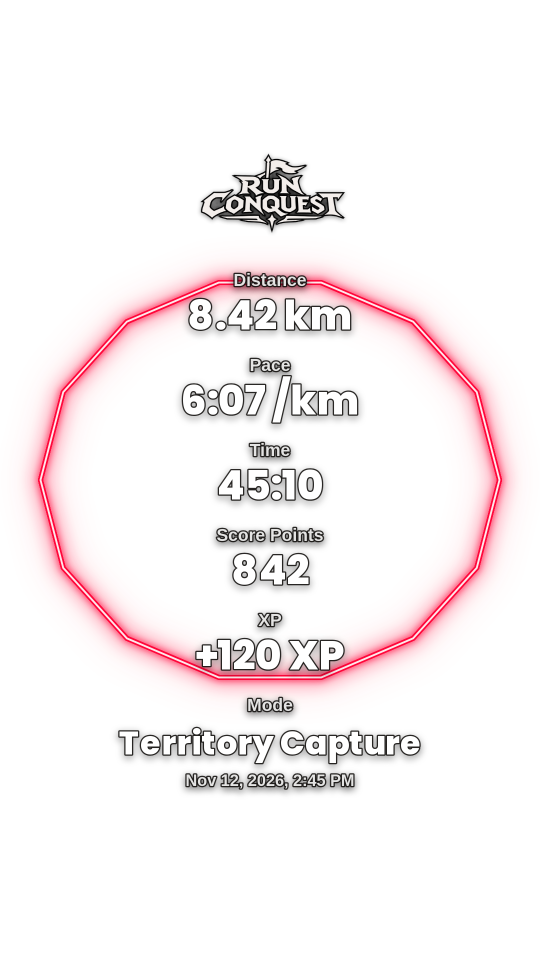 RUN
CONQUEST
Distance
8.42 km
Pace
6:07 /km
Time
45:10
Score Points
842
XP
+120 XP
Mode
Territory Capture
Nov 12, 2026, 2:45 PM